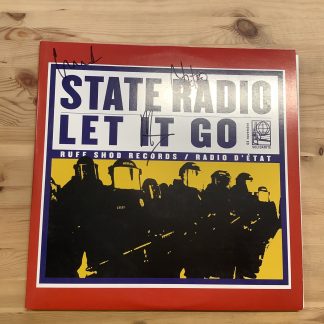 STATE RADIO
LET IT GO
RUFF SHOD RECORDS / RADIO D'ÉTAT